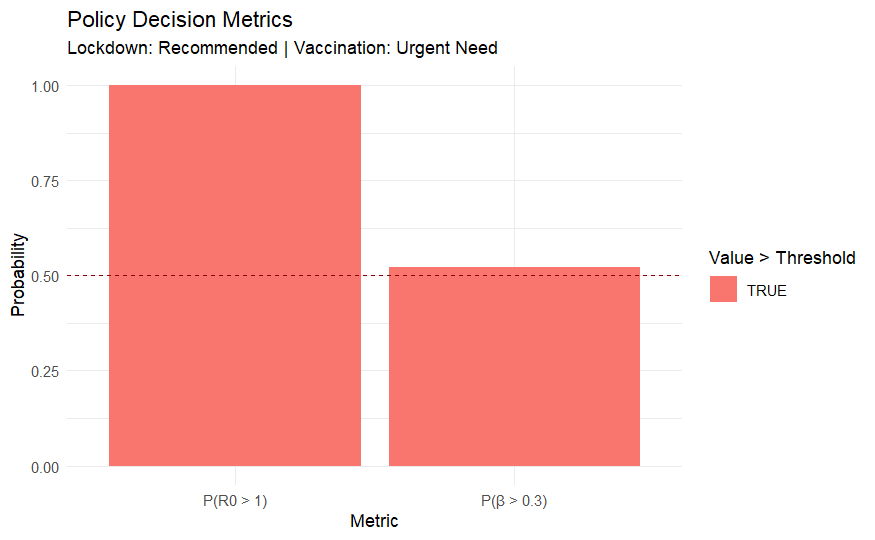 Policy Decision Metrics
Lockdown: Recommended | Vaccination: Urgent Need
Probability
1.00
0.75
0.50
0.25
0.00
P(R0 > 1)
P(β > 0.3)
Metric
Value > Threshold
TRUE